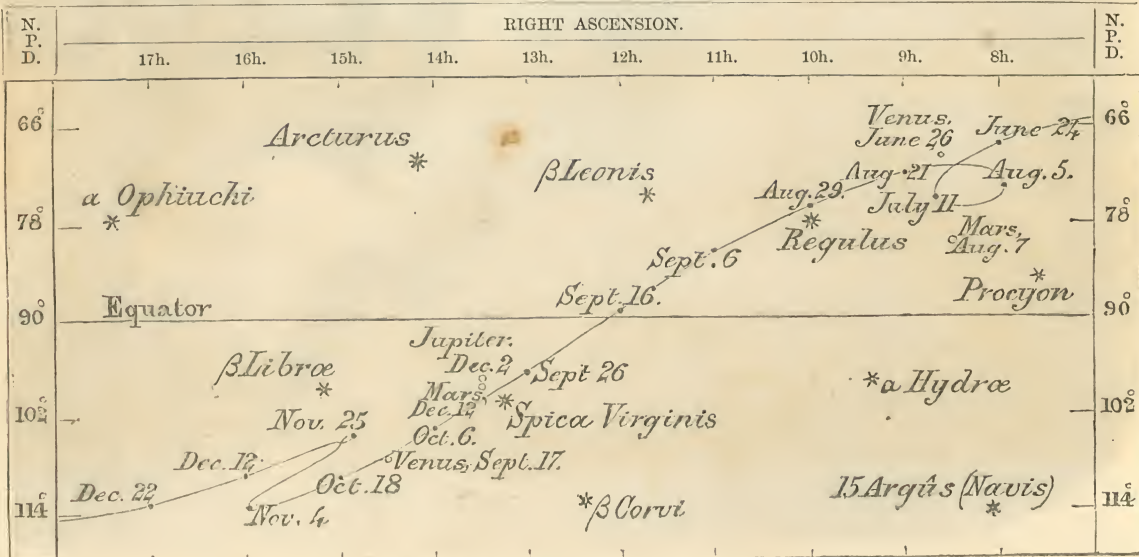 N.
P.
D.
RIGHT ASCENSION.
N.
P.
D.
17h. 16h. 15h. 14h. 13h. 12h. 11h. 10h. 9h. 8h.
66°
Arcturus
Venus,
June 26
June 24
66°
α Ophiuchi
β Leonis
Aug. 29.
Aug 21
Aug. 5.
July 11
78°
Regulus
Mars,
Aug. 7
78°
Sept. 6
Procyon
Sept. 16.
90°
Equator
90°
Jupiter.
Dec. 2
Sept 26
β Libræ
Mars,
Dec. 12
Spica Virginis
α Hydræ
102°
Nov. 25
Oct. 6.
102°
Dec. 12
Venus, Sept. 17.
Dec. 22
Oct. 18
15 Argûs (Navis)
114°
Nov. 4
β Corvi
114°